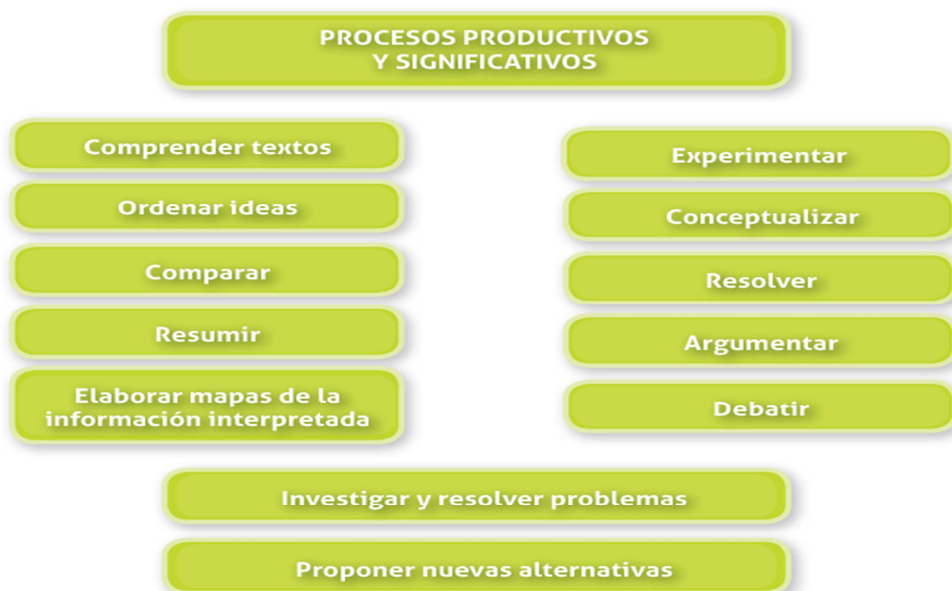 PROCESOS PRODUCTIVOS
Y SIGNIFICATIVOS
Comprender textos
Ordenar ideas
Comparar
Resumir
Elaborar mapas de la
información interpretada
Experimentar
Conceptualizar
Resolver
Argumentar
Debatir
Investigar y resolver problemas
Proponer nuevas alternativas